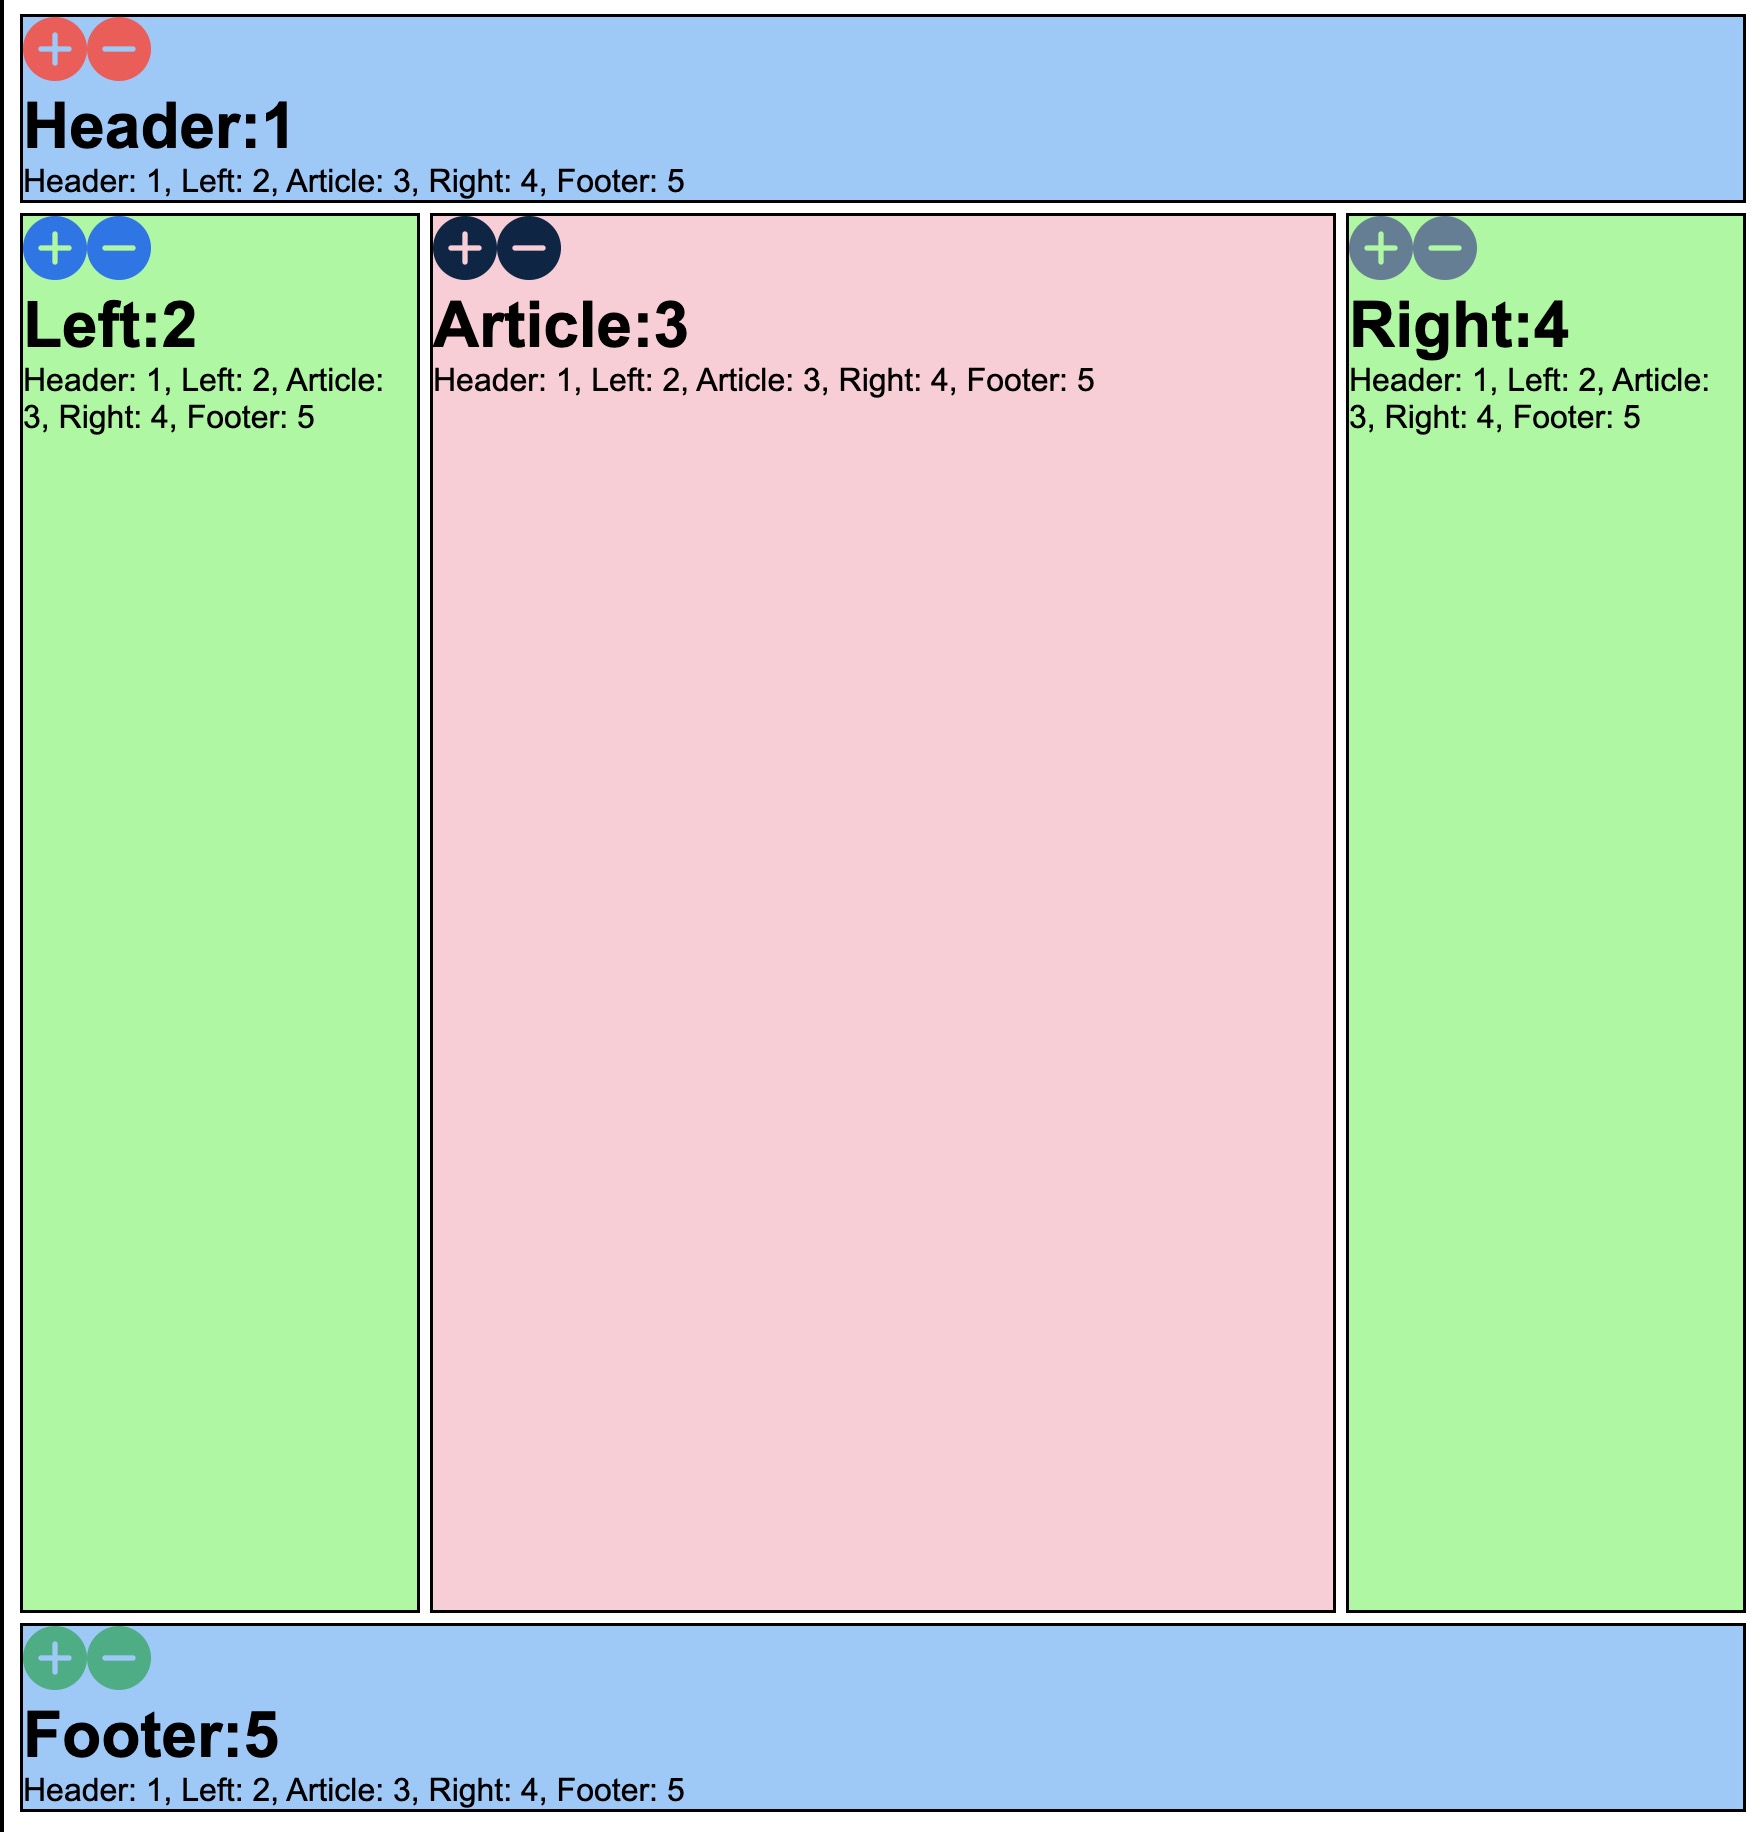 Header:1
Header: 1, Left: 2, Article: 3, Right: 4, Footer: 5
Left:2
Header: 1, Left: 2, Article:
3, Right: 4, Footer: 5
Article:3
Header: 1, Left: 2, Article: 3, Right: 4, Footer: 5
Right:4
Header: 1, Left: 2, Article:
3, Right: 4, Footer: 5
Footer:5
Header: 1, Left: 2, Article: 3, Right: 4, Footer: 5